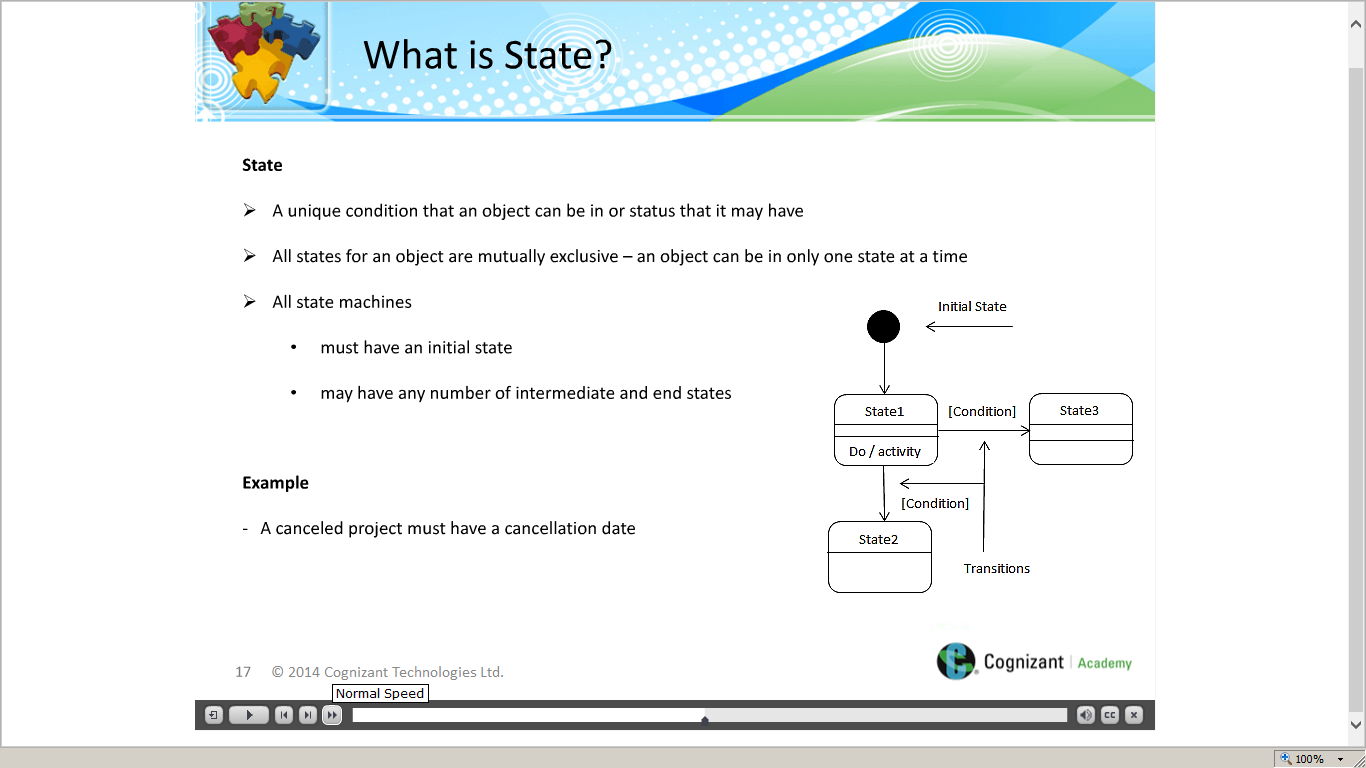 What is State?
State
➢ A unique condition that an object can be in or status that it may have
➢ All states for an object are mutually exclusive – an object can be in only one state at a time
➢ All state machines
• must have an initial state
• may have any number of intermediate and end states
Initial State
State1
[Condition]
State3
Do / activity
[Condition]
State2
Transitions
Example
- A canceled project must have a cancellation date
17 © 2014 Cognizant Technologies Ltd.
Cognizant | Academy
Normal Speed
CC
100%